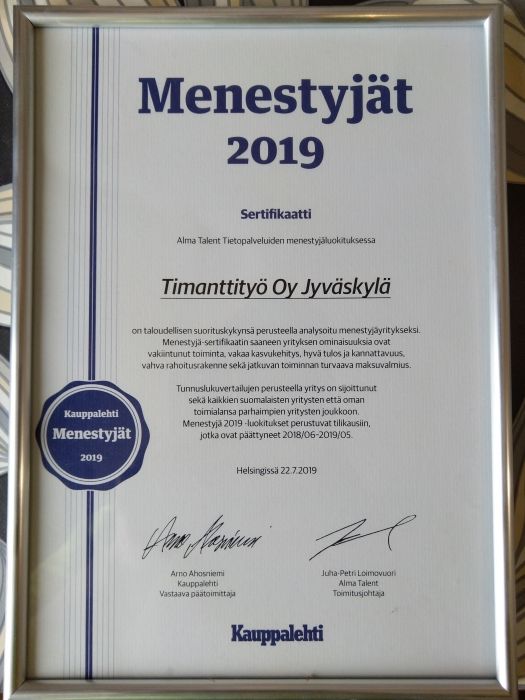 Menestyjät
2019
Sertifikaatti
Alma Talent Tietopalveluiden menestyjäluokituksessa
Timanttityö Oy Jyväskylä
on taloudellisen suorituskykynsä perusteella analysoitu menestyjäyritykseksi.
Menestyjä-sertifikaatin saaneen yrityksen ominaisuuksia ovat
vakiintunut toiminta, vakaa kasvukehitys, hyvä tulos ja kannattavuus,
vahva rahoitusrakenne sekä jatkuvan toiminnan turvaava maksuvalmius.
Tunnuslukuvertailujen perusteella yritys on sijoittunut
sekä kaikkien suomalaisten yritysten että oman
toimialansa parhaimpien yritysten joukkoon.
Menestyjä 2019 -luokitukset perustuvat tilikausiin,
jotka ovat päättyneet 2018/06–2019/05.
Kauppalehti
Menestyjät
2019
Helsingissä 22.7.2019
Arno Ahosniemi
Arno Ahosniemi
Kauppalehti
Vastaava päätoimittaja
Juha-Petri Loimovuori
Alma Talent
Toimitusjohtaja
Kauppalehti